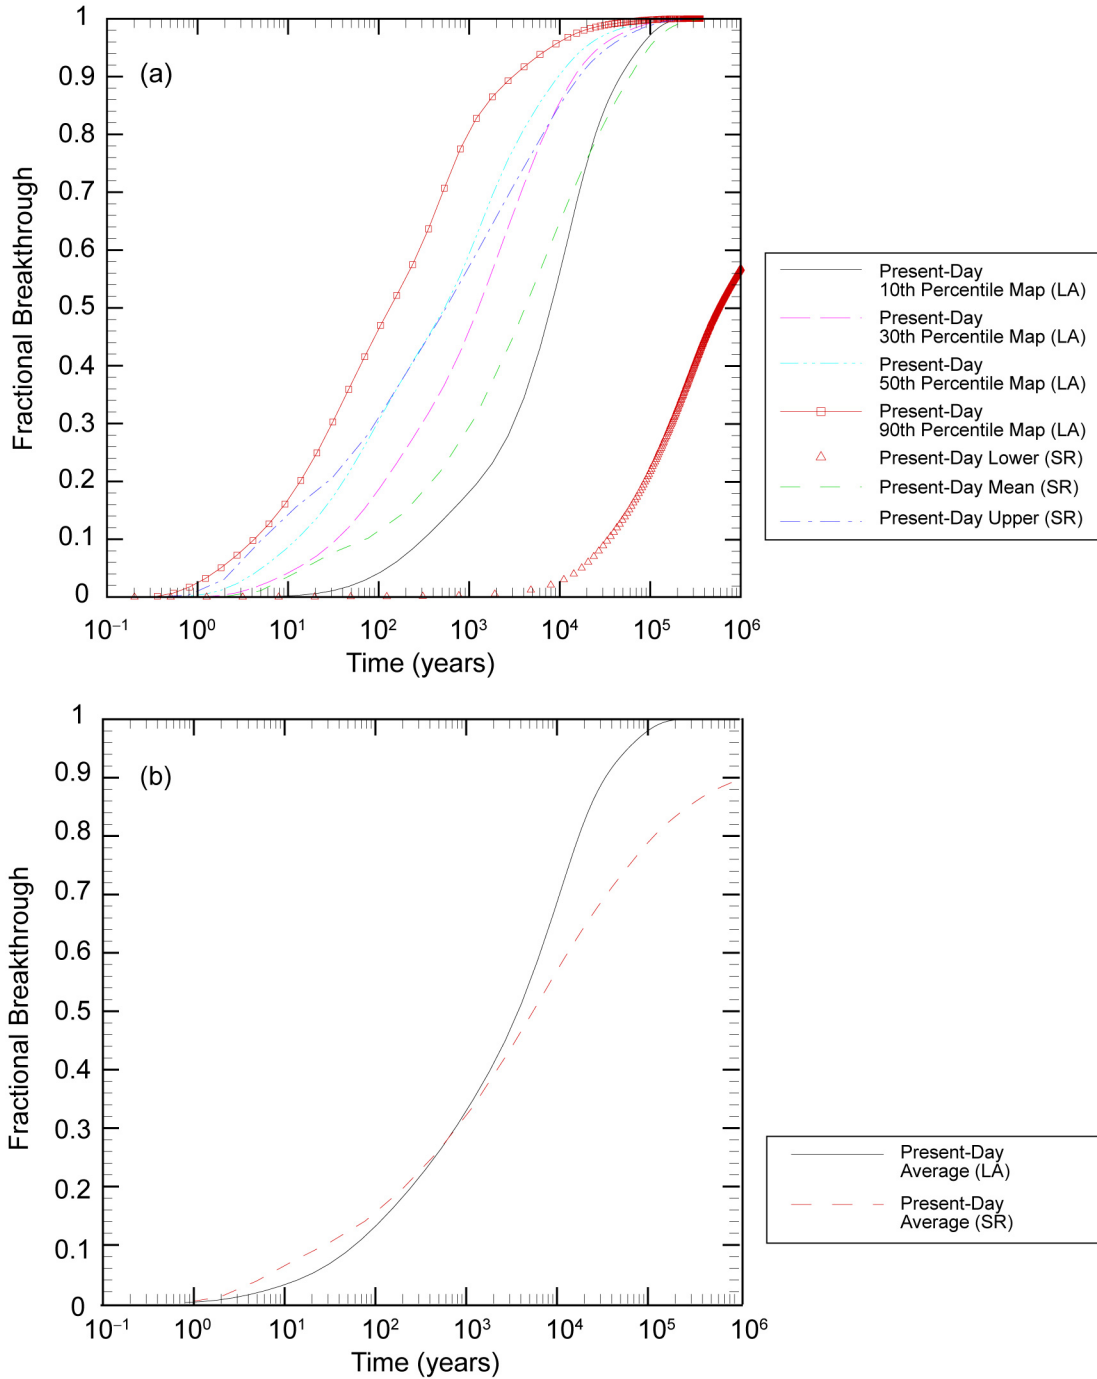 1
0.9
0.8
0.7
0.6
0.5
0.4
0.3
0.2
0.1
0
(a)
Fractional Breakthrough
10⁻¹ 10⁰ 10¹ 10² 10³ 10⁴ 10⁵ 10⁶
Time (years)
Present-Day
10th Percentile Map (LA)
Present-Day
30th Percentile Map (LA)
Present-Day
50th Percentile Map (LA)
Present-Day
90th Percentile Map (LA)
Present-Day Lower (SR)
Present-Day Mean (SR)
Present-Day Upper (SR)
1
0.9
0.8
0.7
0.6
0.5
0.4
0.3
0.2
0.1
0
(b)
Fractional Breakthrough
10⁻¹ 10⁰ 10¹ 10² 10³ 10⁴ 10⁵ 10⁶
Time (years)
Present-Day
Average (LA)
Present-Day
Average (SR)